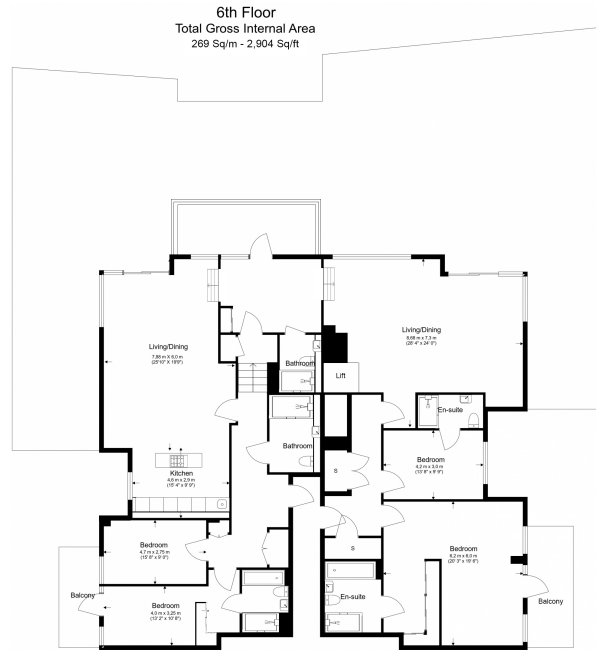 6th Floor
Total Gross Internal Area
269 Sq/m - 2,904 Sq/ft
Living/Dining
7.88 m X 6.0 m
(25'10" X 19'9")
Living/Dining
8.68 m x 7.3 m
(28' 4" x 24' 0")
Bathroom
Lift
En-suite
Bathroom
Bedroom
4.2 m x 3.0 m
(13' 8" x 9' 9")
Kitchen
4.6 m x 2.9 m
(15' 4" x 9' 9")
S
Bedroom
4.7 m x 2.75 m
(15'6" x 9' 0")
S
Bedroom
6.2 m x 6.0 m
(20' 3" x 19' 6")
Balcony
Bedroom
4.0 m x 3.25 m
(13'2" x 10'8")
En-suite
Balcony